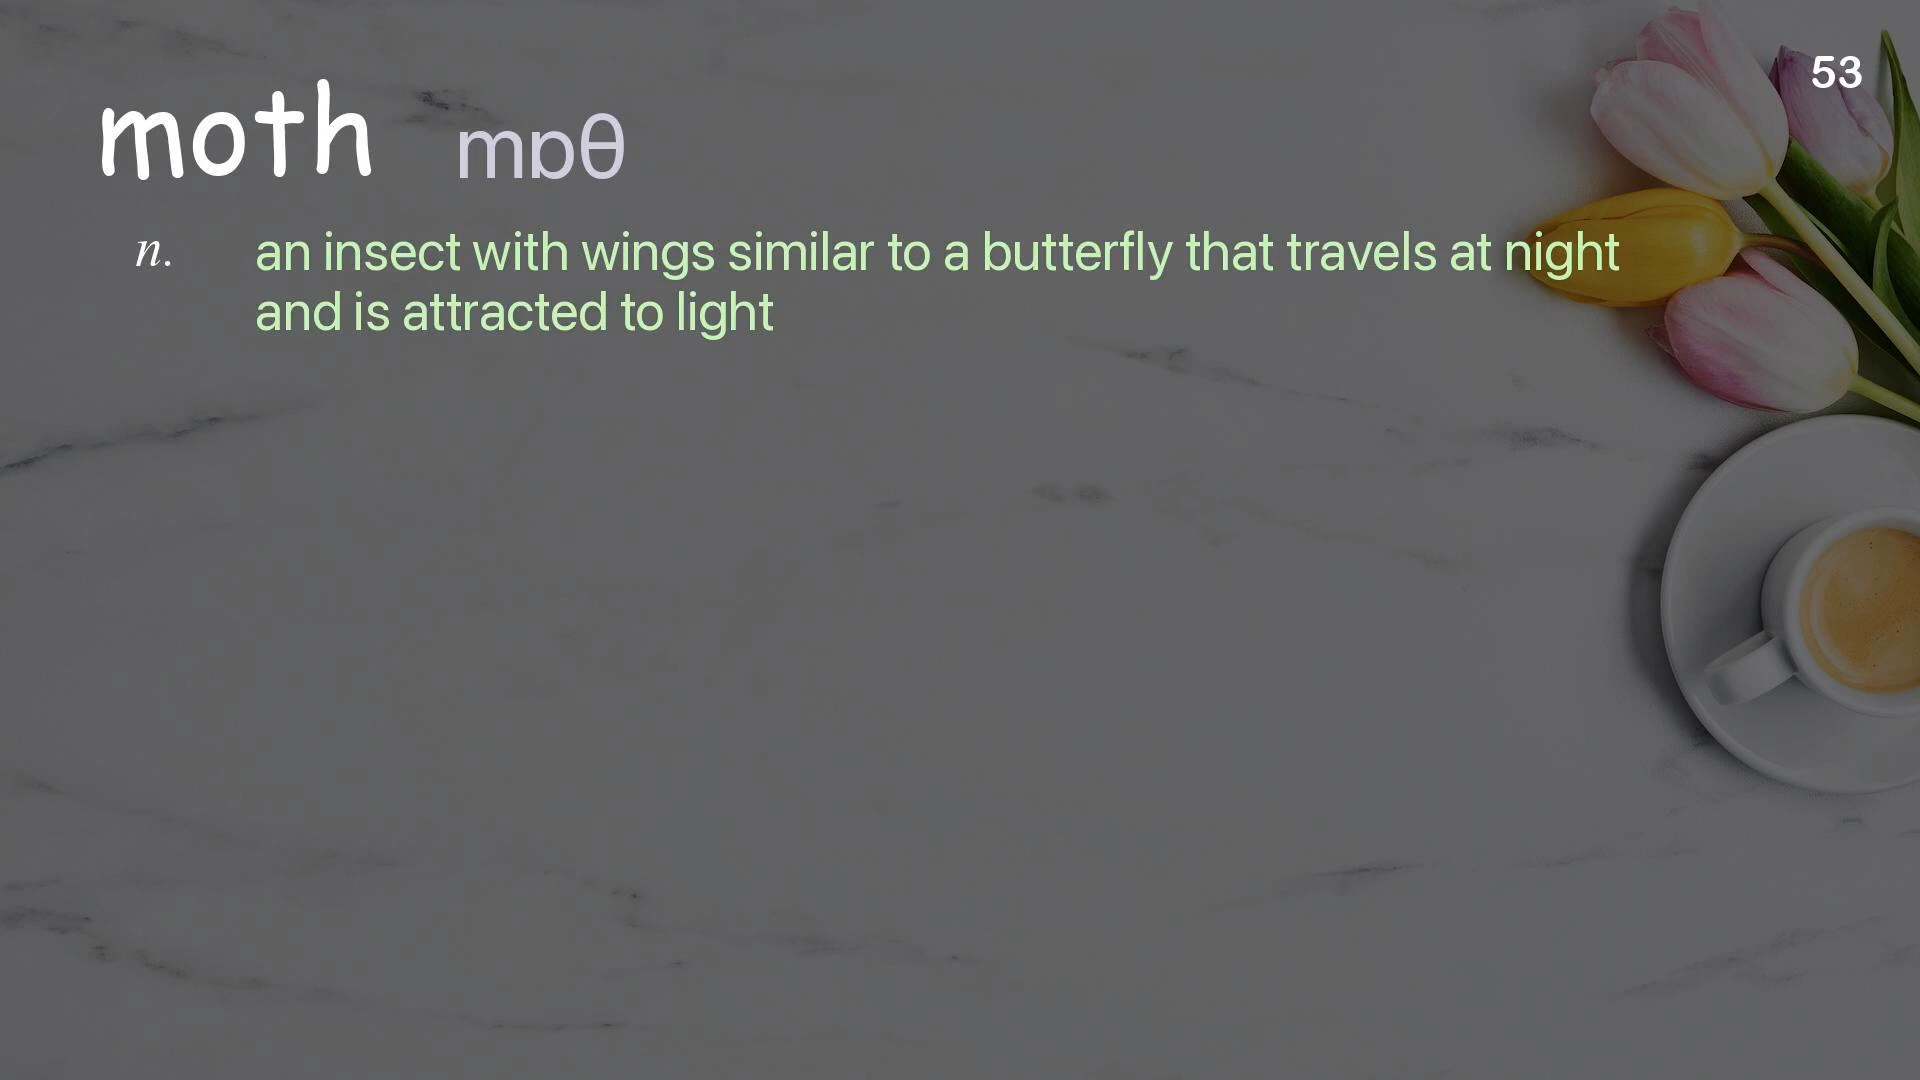 53
moth mɒθ
n. an insect with wings similar to a butterfly that travels at night
and is attracted to light